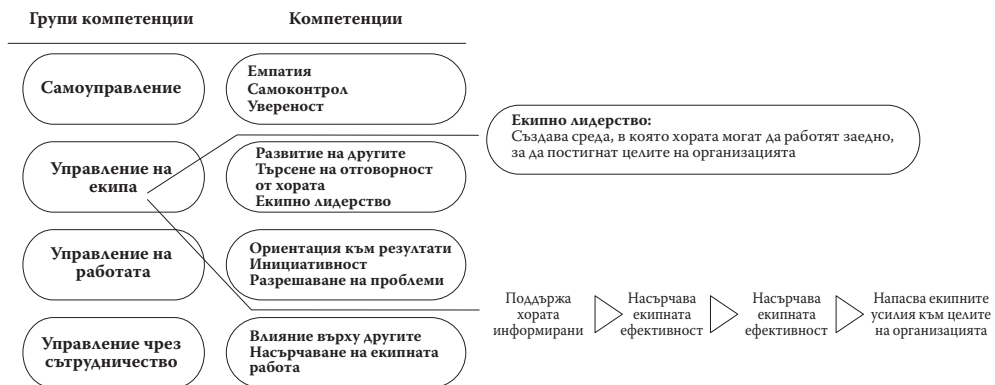 Групи компетенции
Компетенции
Самоуправление
Емпатия
Самоконтрол
Увереност
Екипно лидерство:
Създава среда, в която хората могат да работят заедно,
за да постигнат целите на организацията
Управление на
екипа
Развитие на другите
Търсене на отговорност
от хората
Екипно лидерство
Управление на
работата
Ориентация към резултати
Инициативност
Разрешаване на проблеми
Поддържа
хората
информирани
Насърчава
екипната
ефективност
Насърчава
екипната
ефективност
Напасва екипните
усилия към целите
на организацията
Управление чрез
сътрудничество
Влияние върху другите
Насърчаване на екипната
работа